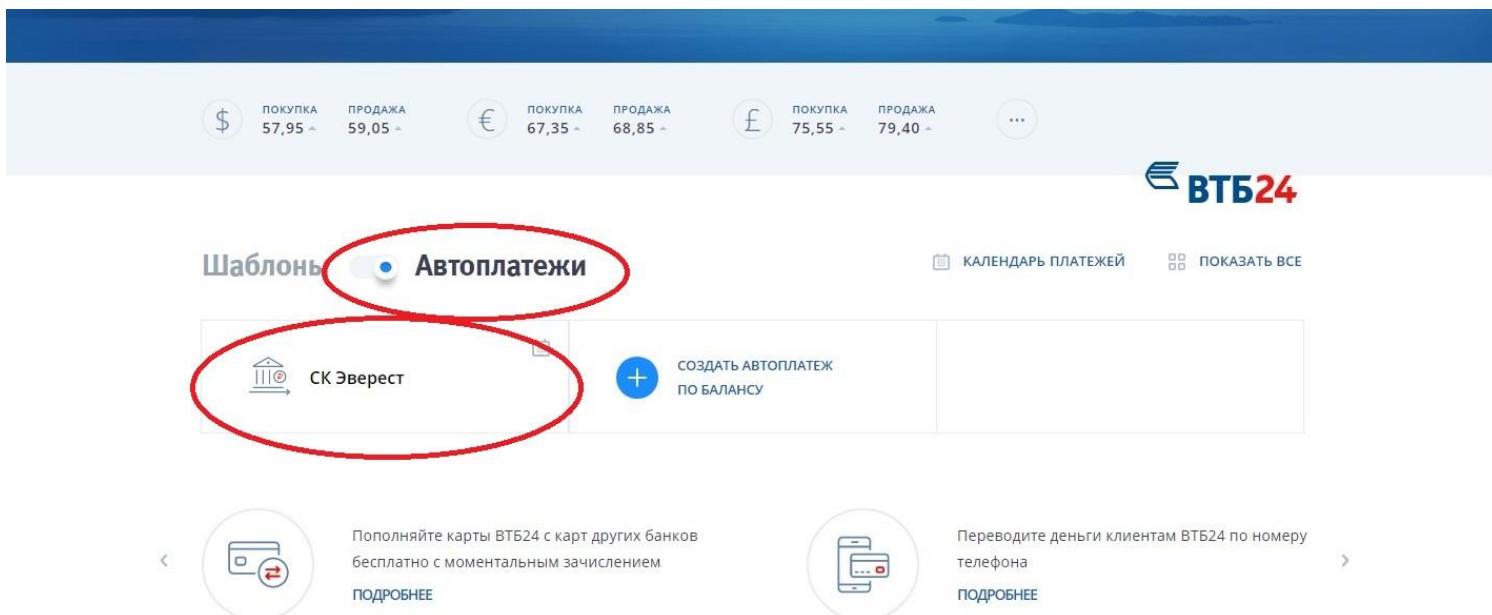 $ ПОКУПКА 57,95 ПРОДАЖА 59,05
€ ПОКУПКА 67,35 ПРОДАЖА 68,85
£ ПОКУПКА 75,55 ПРОДАЖА 79,40
...
ВТБ24
Шаблоны Автоплатежи
КАЛЕНДАРЬ ПЛАТЕЖЕЙ
ПОКАЗАТЬ ВСЕ
СК Эверест
СОЗДАТЬ АВТОПЛАТЕЖ
ПО БАЛАНСУ
Пополняйте карты ВТБ24 с карт других банков
бесплатно с моментальным зачислением
ПОДРОБНЕЕ
Переводите деньги клиентам ВТБ24 по номеру
телефона
ПОДРОБНЕЕ